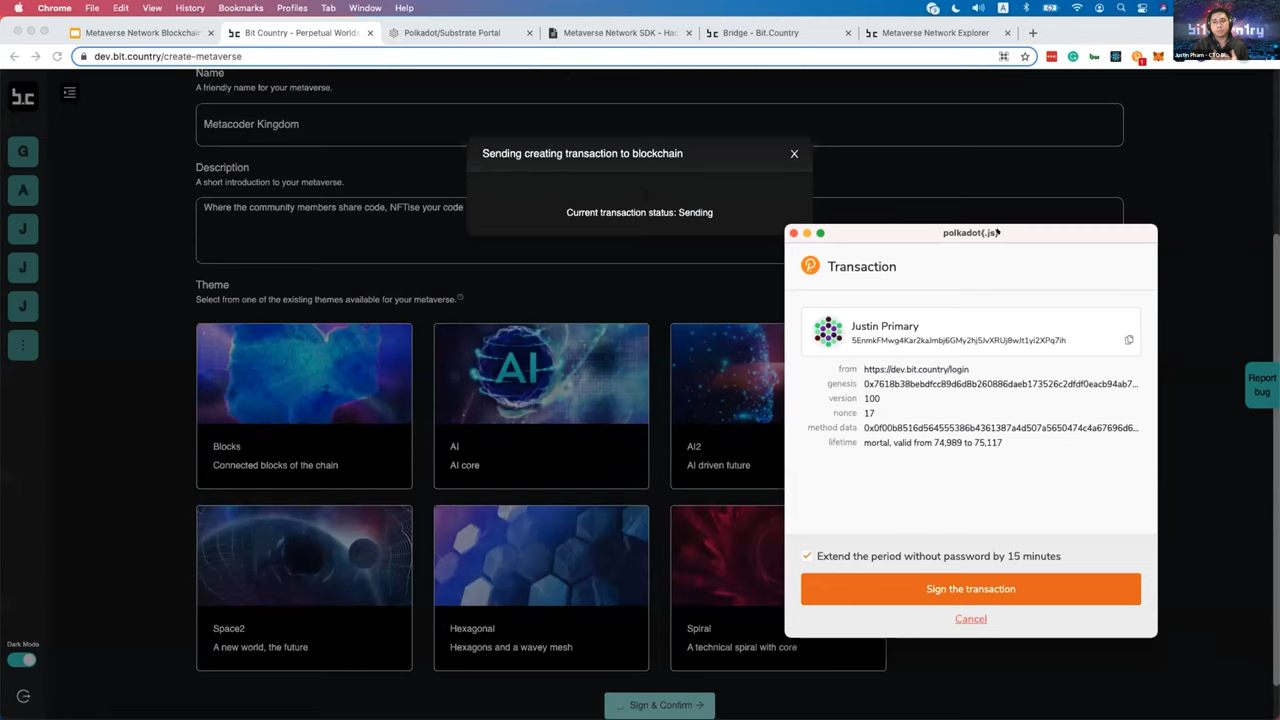 Chrome File Edit View History Bookmarks Profiles Tab Window Help
Metaverse Network Blockchain
Bit Country - Perpetual Worlds
Polkadot/Substrate Portal
Metaverse Network SDK - Hac
Bridge - Bit.Country
Metaverse Network Explorer
dev.bit.country/create-metaverse
Name
A friendly name for your metaverse.
Metacoder Kingdom
Description
A short introduction to your metaverse.
Where the community members share code, NFTise your code
Sending creating transaction to blockchain
Current transaction status: Sending
polkadot{.js}
Transaction
Justin Primary
5EnmkFMwg4Kar2kaJmbj6GMy2hj5JvXRUj8wJt1yi2XPq7ih
from https://dev.bit.country/login
genesis 0x7618b38bebdfcc89d6d8b260886daeb173526c2dfdf0eacb94ab7...
version 100
nonce 17
method data 0x0f00b8516d564555386b4361387a4d507a5650474c4a67696d6...
lifetime mortal, valid from 74,989 to 75,117
Extend the period without password by 15 minutes
Sign the transaction
Cancel
Theme
Select from one of the existing themes available for your metaverse.
AI
Blocks
Connected blocks of the chain
AI
AI core
AI2
AI driven future
Space2
A new world, the future
Hexagonal
Hexagons and a wavey mesh
Spiral
A technical spiral with core
Sign & Confirm
G
A
J
J
J
Dark Mode
Report
bug